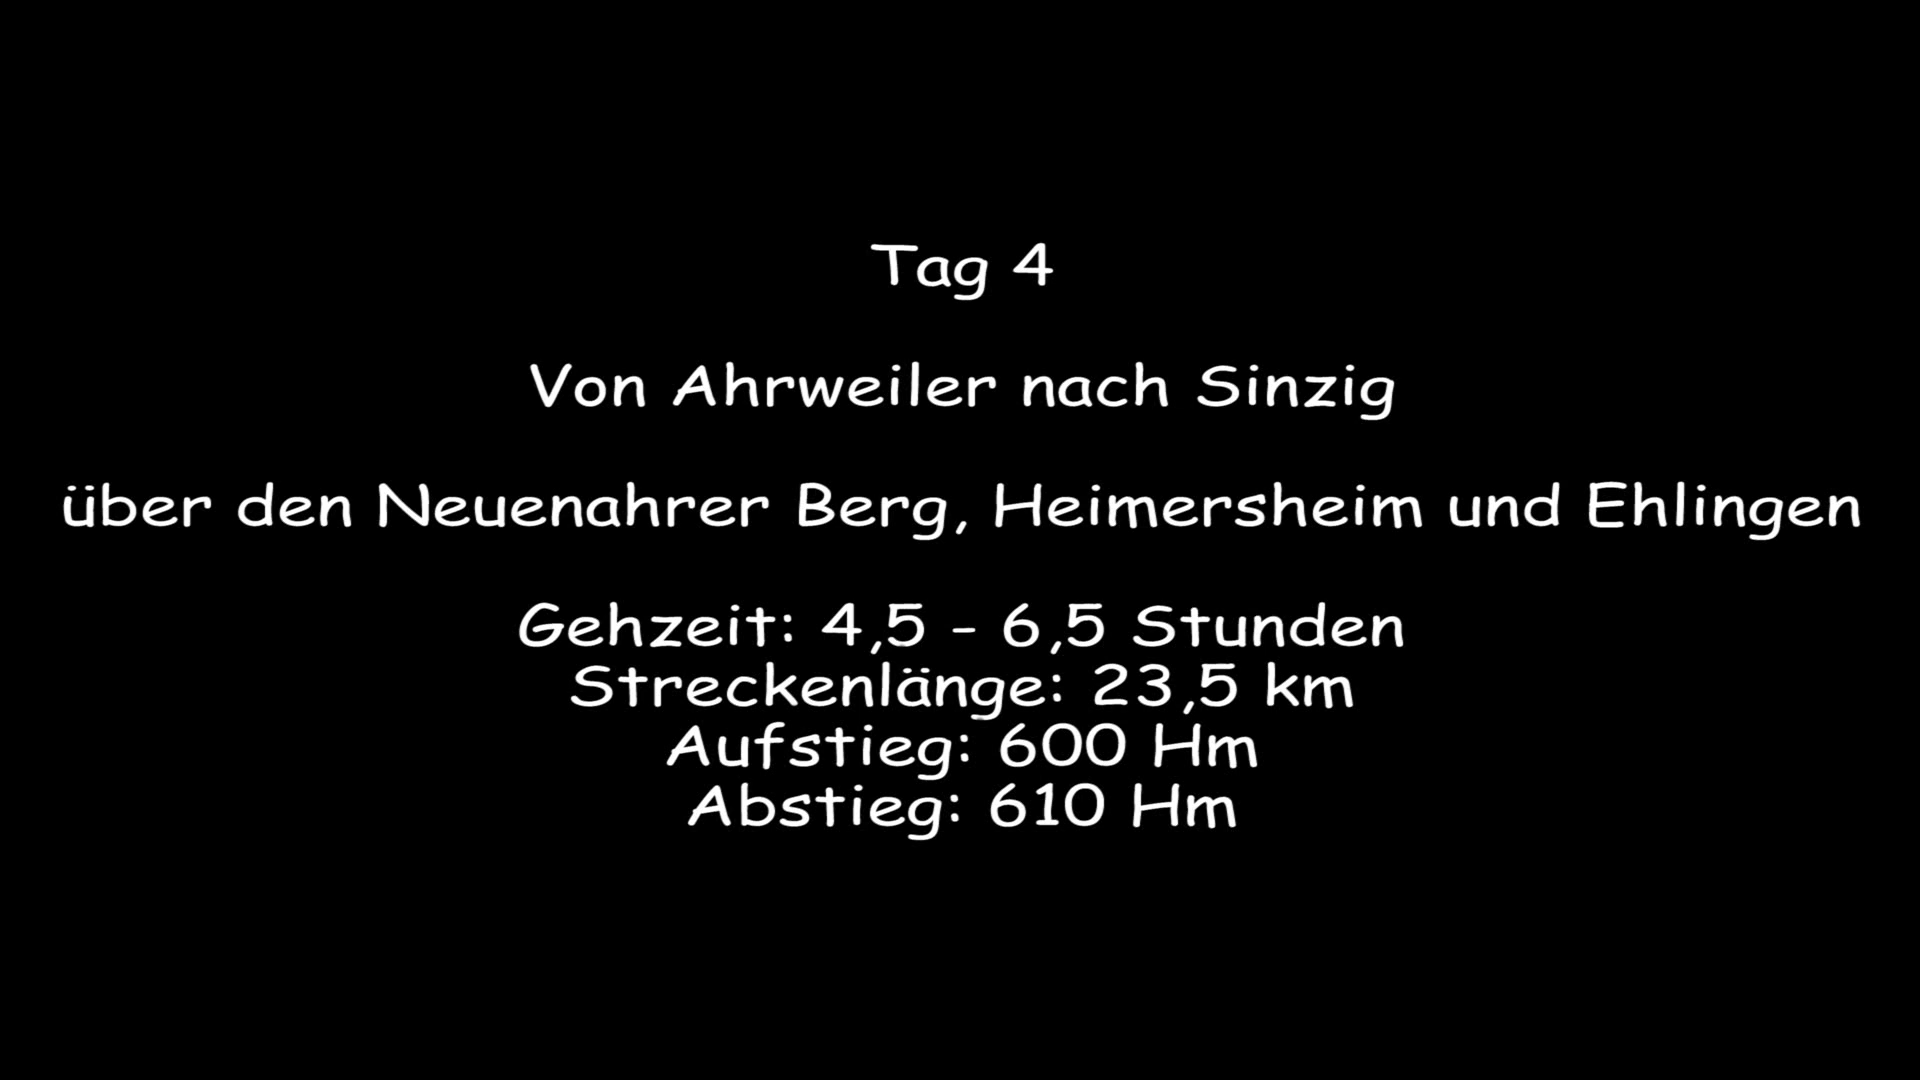 Tag 4
Von Ahrweiler nach Sinzig
über den Neuenahrer Berg, Heimersheim und Ehlingen
Gehzeit: 4,5 - 6,5 Stunden
Streckenlänge: 23,5 km
Aufstieg: 600 Hm
Abstieg: 610 Hm